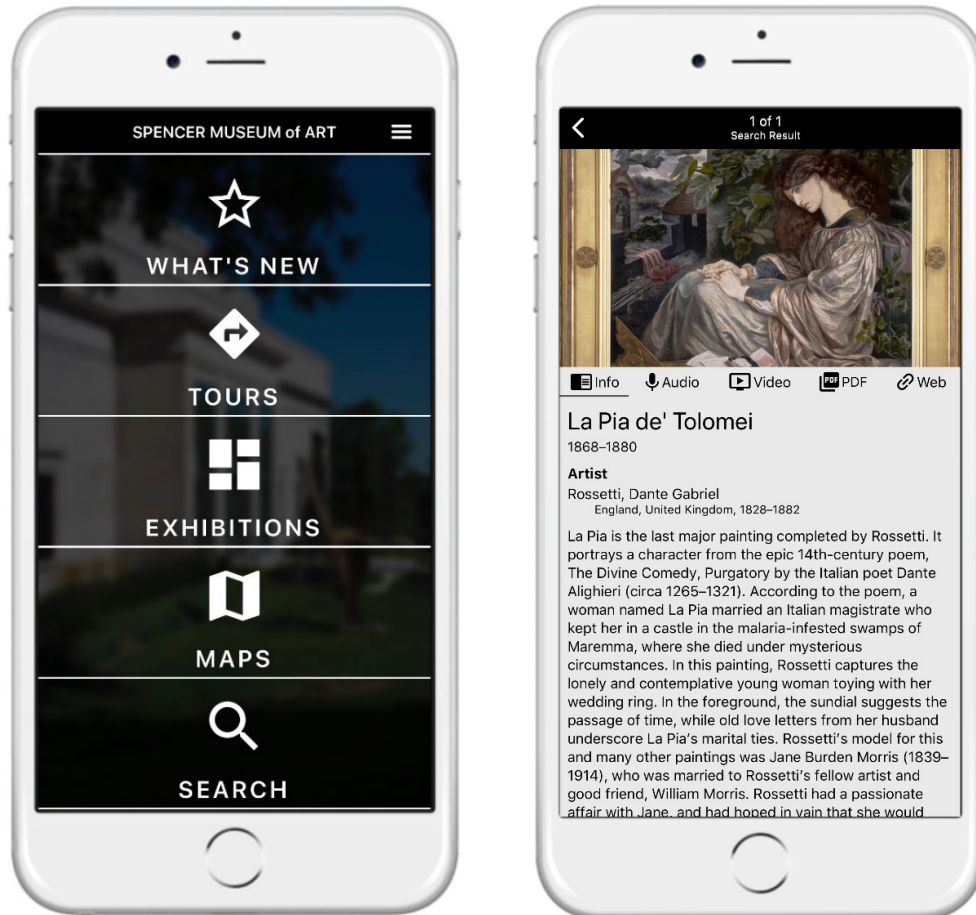 SPENCER MUSEUM of ART
WHAT'S NEW
TOURS
EXHIBITIONS
MAPS
SEARCH
1 of 1
Search Result
Info Audio Video PDF PDF Web
La Pia de' Tolomei
1868–1880
Artist
Rossetti, Dante Gabriel
England, United Kingdom, 1828–1882
La Pia is the last major painting completed by Rossetti. It
portrays a character from the epic 14th-century poem,
The Divine Comedy, Purgatory by the Italian poet Dante
Alighieri (circa 1265–1321). According to the poem, a
woman named La Pia married an Italian magistrate who
kept her in a castle in the malaria-infested swamps of
Maremma, where she died under mysterious
circumstances. In this painting, Rossetti captures the
lonely and contemplative young woman toying with her
wedding ring. In the foreground, the sundial suggests the
passage of time, while old love letters from her husband
underscore La Pia's marital ties. Rossetti's model for this
and many other paintings was Jane Burden Morris (1839–
1914), who was married to Rossetti's fellow artist and
good friend, William Morris. Rossetti had a passionate
affair with Jane, and had hoped in vain that she would